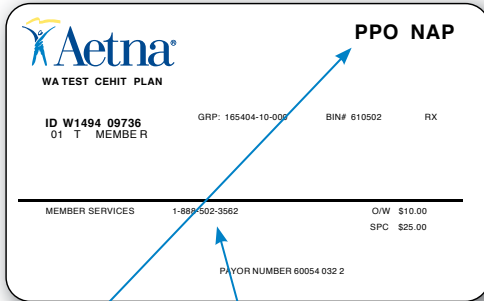 Aetna®
PPO NAP
WA TEST CEHIT PLAN
ID W1494 09736 GRP: 165404-10-000 BIN# 610502 RX
01 T MEMBER
MEMBER SERVICES 1-888-502-3562 O/W $10.00
SPC $25.00
PAYOR NUMBER 60054 032 2